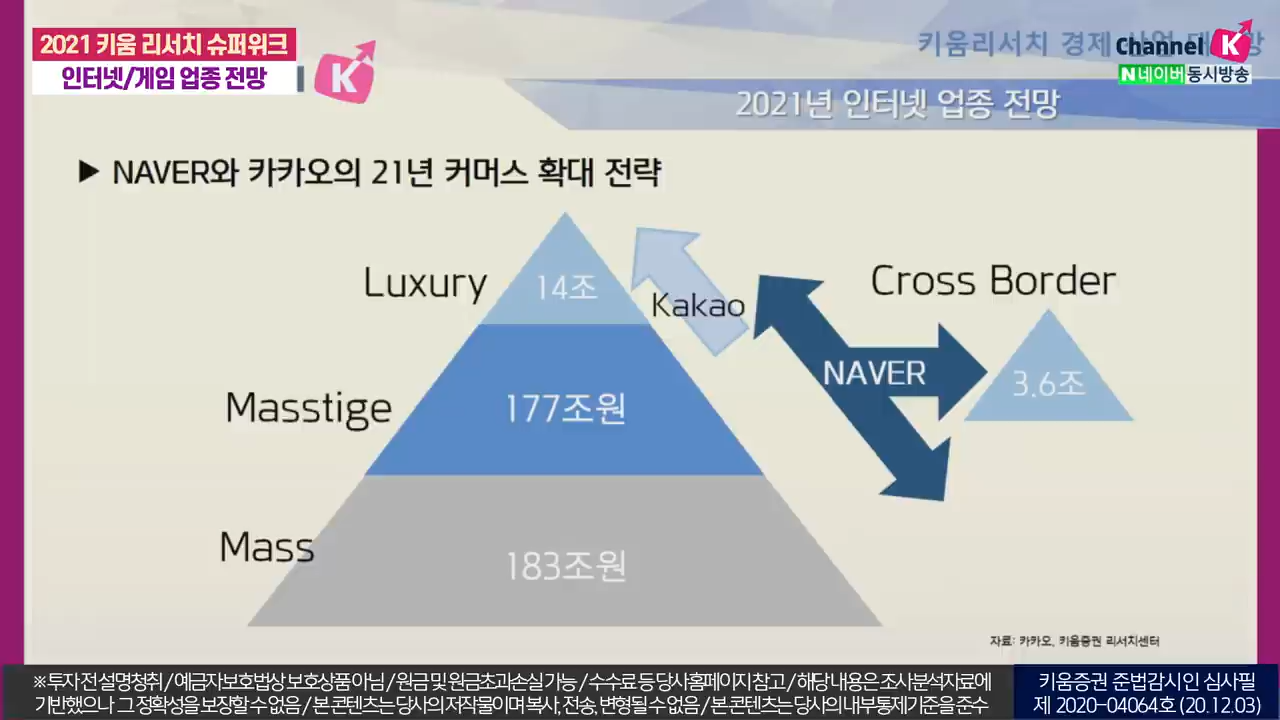 2021 키움 리서치 슈퍼위크
인터넷/게임 업종 전망
K
키움리서치 경제
Channel K
N 네이버 동시방송
2021년 인터넷 업종 전망
▶ NAVER와 카카오의 21년 커머스 확대 전략
Luxury
14조
Kakao
Cross Border
NAVER
3.6조
Masstige
177조원
Mass
183조원
자료: 카카오, 키움증권 리서치센터
※ 투자 전 설명청취 / 예금자보호법상 보호상품 아님 / 원금 및 원금초과손실 가능 / 수수료 등 당사 홈페이지 참고 / 해당 내용은 조사분석자료에
기반했으나 그 정확성을 보장할 수 없음 / 본 콘텐츠는 당사의 저작물이며 복사, 전송, 변형될 수 없음 / 본 콘텐츠는 당사의 내부통제기준을 준수
키움증권 준법감시인 심사필
제 2020-04064호 (20.12.03)